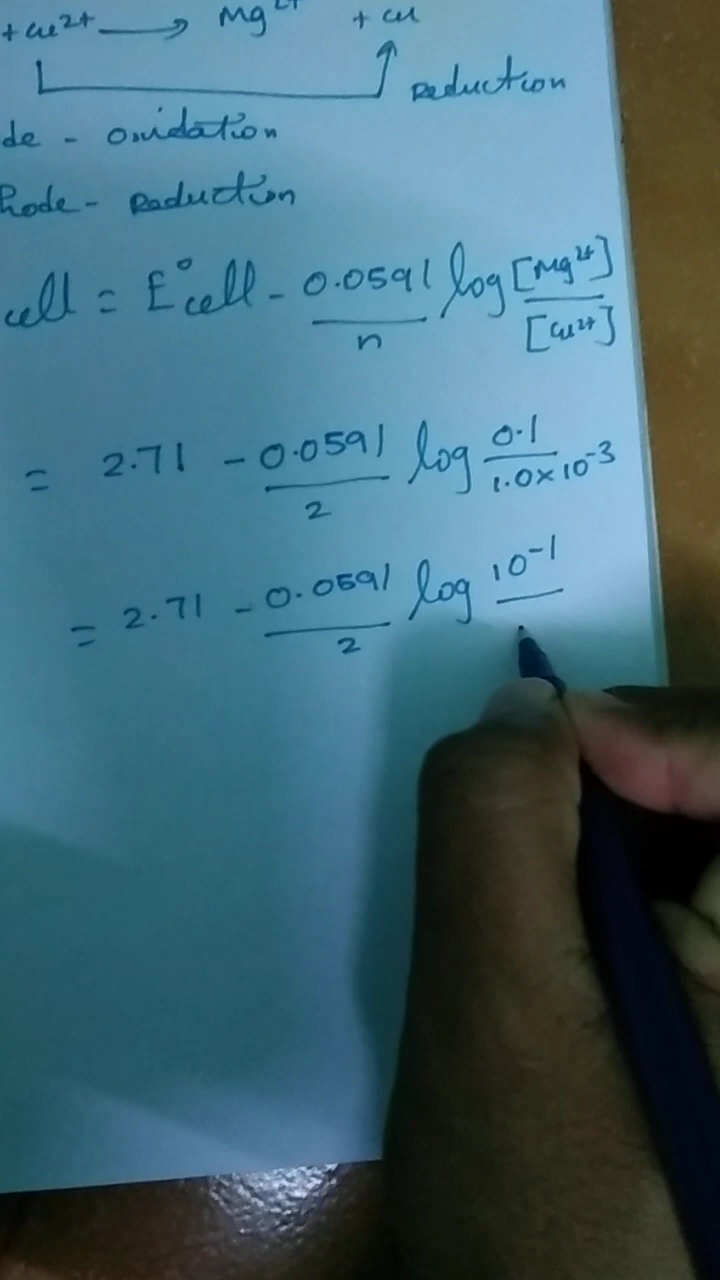 + Cu²⁺ ⟶ Mg²⁺ + Cu
Reduction
de - oxidation
hode - Reduction
cell = E°cell - 0.0591/n log [Mg²⁺]/[Cu²⁺]
= 2.71 - 0.0591/2 log 0.1/1.0×10⁻³
= 2.71 - 0.0591/2 log 10⁻¹/